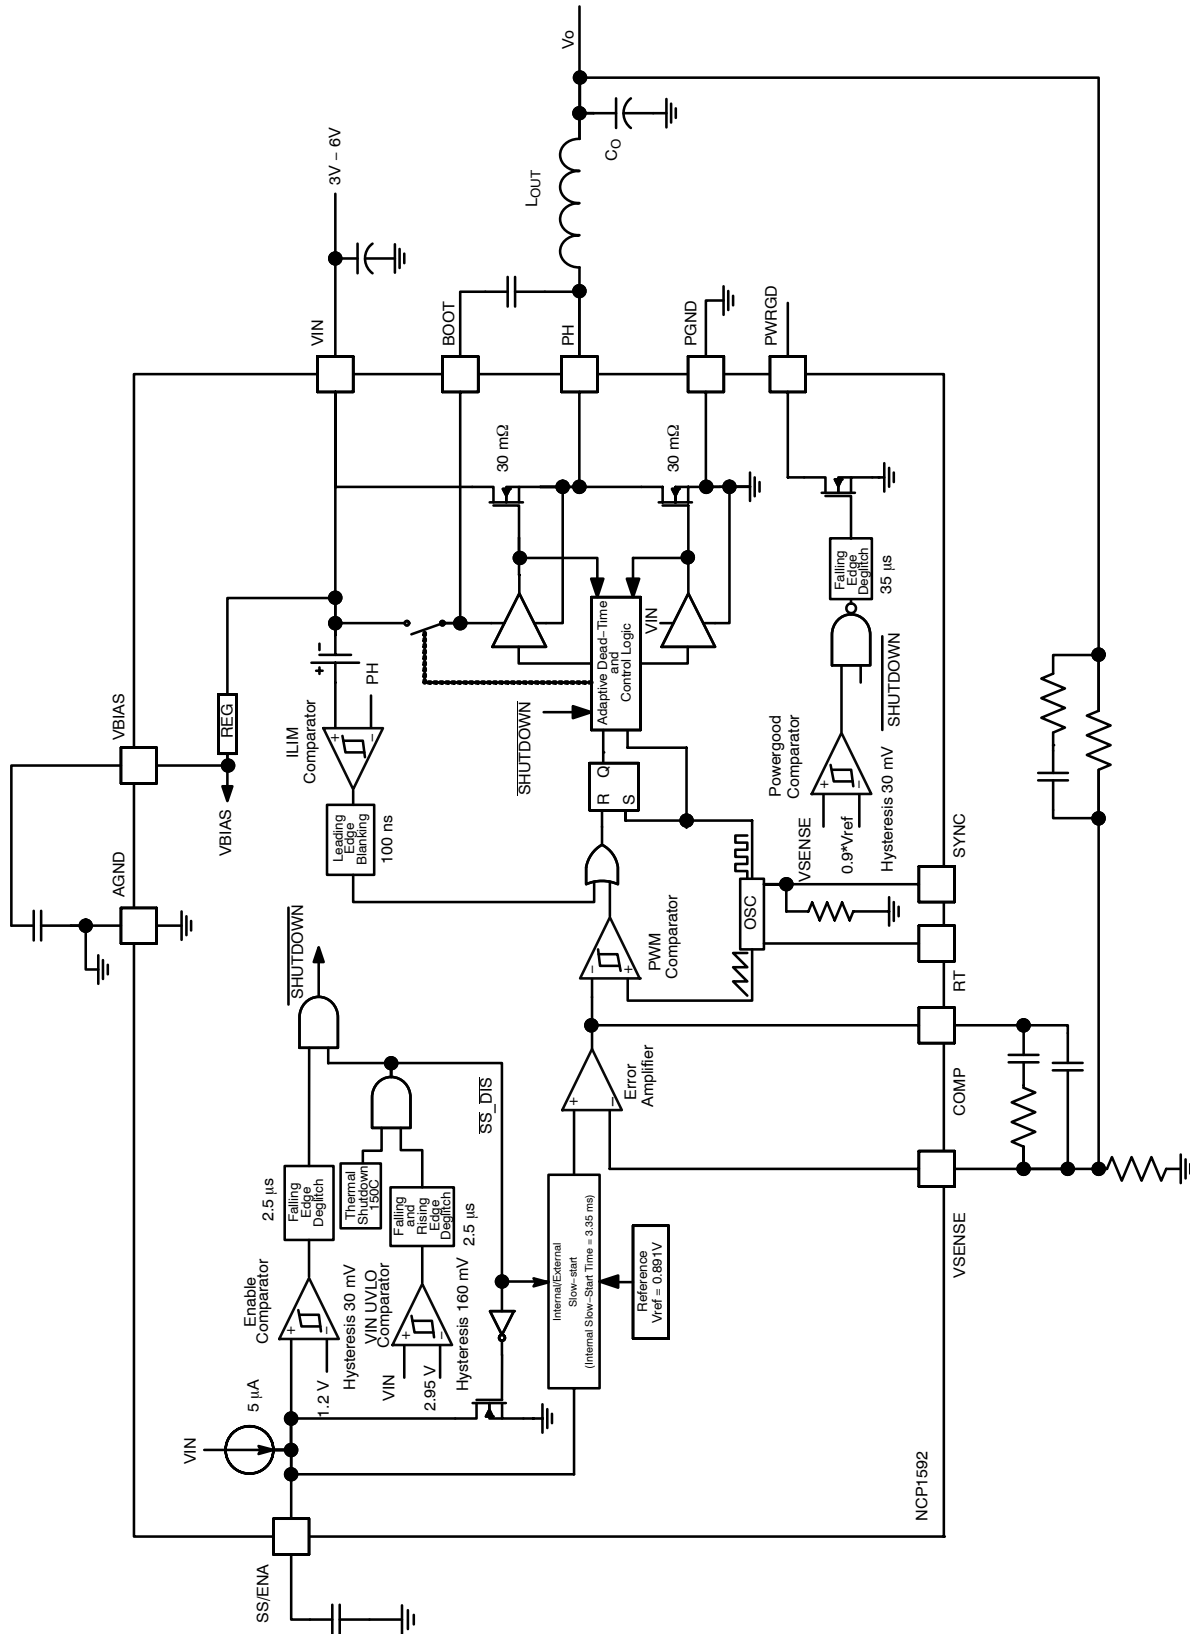 VBIAS
AGND
REG
VBIAS
VIN
3V – 6V
ILIM
Comparator
+
–
PH
+
–
Leading
Edge
Blanking
100 ns
BOOT
PH
LOUT
CO
Vo
PGND
PWRGD
30 mΩ
30 mΩ
Adaptive Dead–Time
and
Control Logic
VIN
SHUTDOWN
R
Q
S
Falling
Edge
Deglitch
35 μs
SHUTDOWN
Powergood
Comparator
+
–
VSENSE
0.9*Vref
Hysteresis 30 mV
SYNC
OSC
RT
PWM
Comparator
–
+
SHUTDOWN
SS_DIS
2.5 μs
Falling
Edge
Deglitch
Thermal
Shutdown
150C
Falling
and
Rising
Edge
Deglitch
2.5 μs
Enable
Comparator
+
–
1.2 V
Hysteresis 30 mV
VIN UVLO
Comparator
+
–
VIN
2.95 V
Hysteresis 160 mV
5 μA
VIN
SS/ENA
Internal/External
Slow–start
(Internal Slow–Start Time = 3.35 ms)
Reference
Vref = 0.891V
Error
Amplifier
+
–
COMP
VSENSE
NCP1592